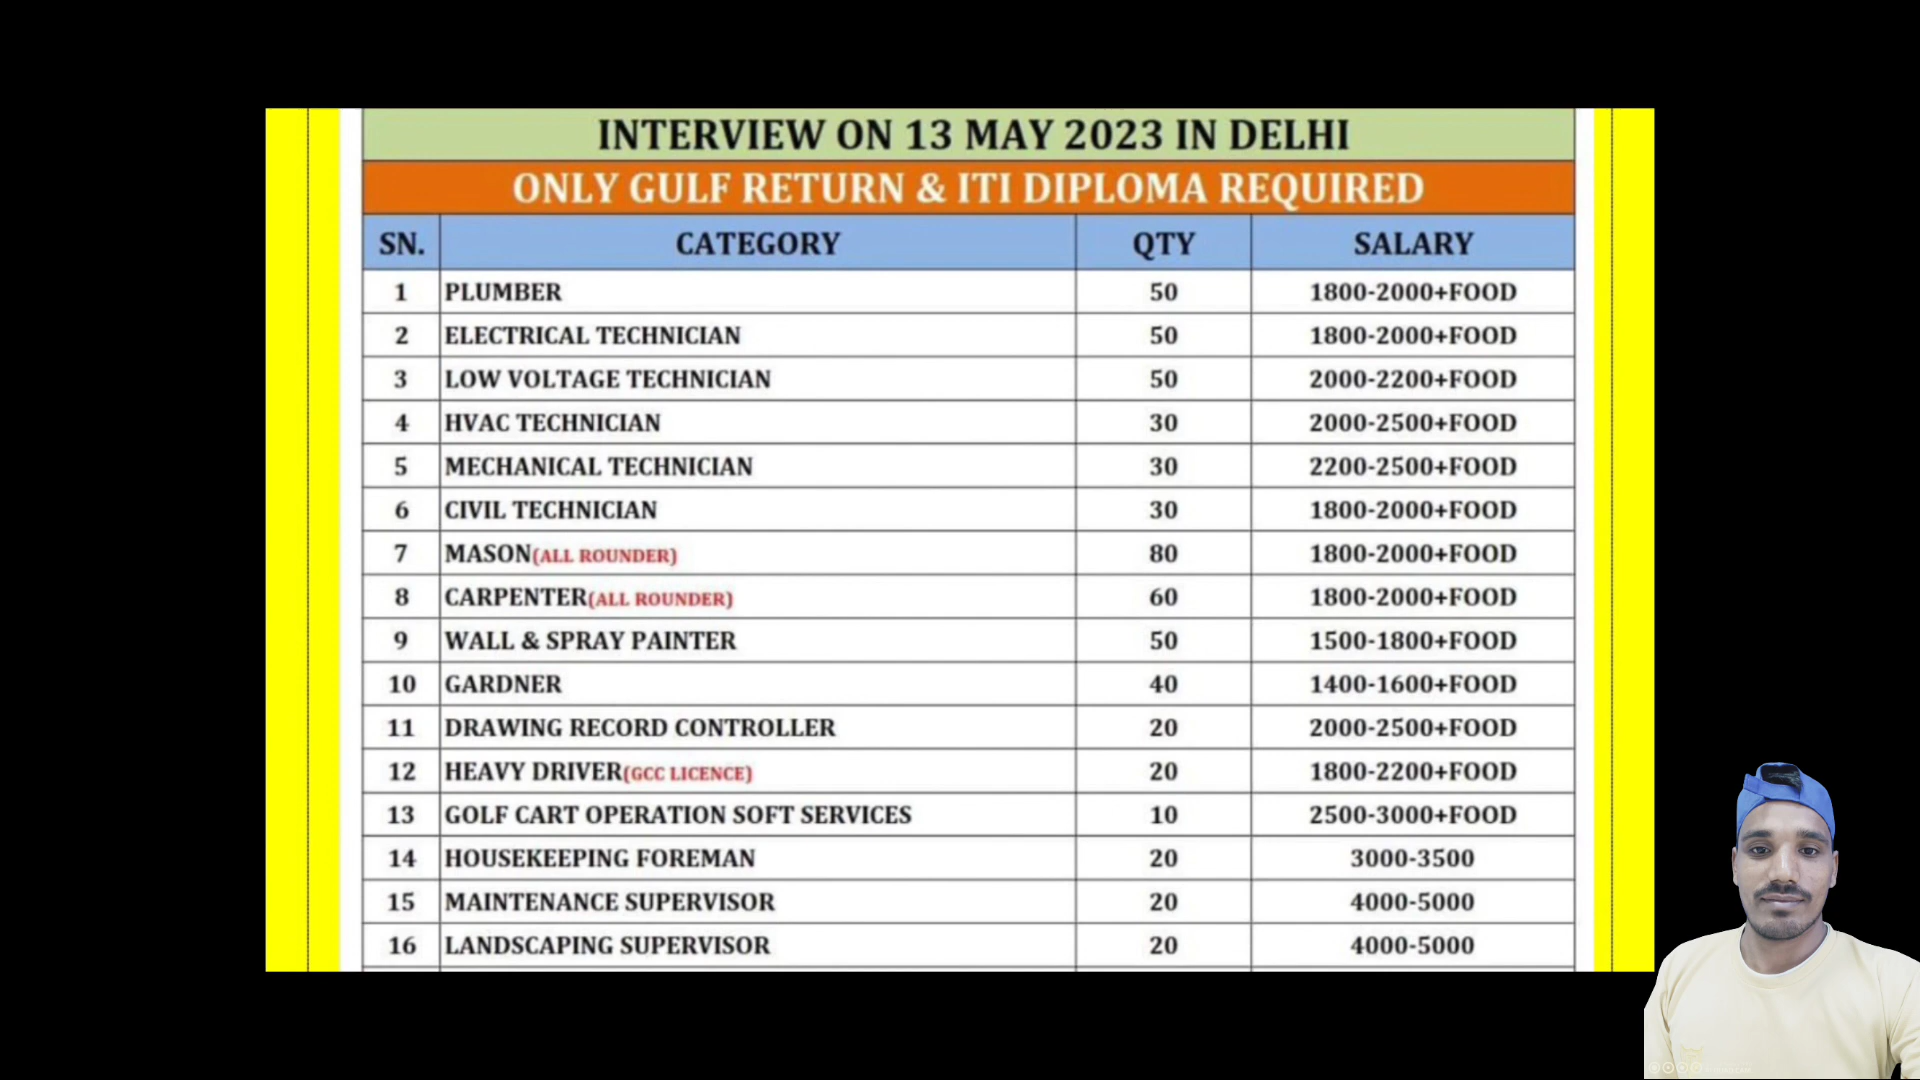 INTERVIEW ON 13 MAY 2023 IN DELHI
ONLY GULF RETURN & ITI DIPLOMA REQUIRED
SN. CATEGORY QTY SALARY
1 PLUMBER 50 1800-2000+FOOD
2 ELECTRICAL TECHNICIAN 50 1800-2000+FOOD
3 LOW VOLTAGE TECHNICIAN 50 2000-2200+FOOD
4 HVAC TECHNICIAN 30 2000-2500+FOOD
5 MECHANICAL TECHNICIAN 30 2200-2500+FOOD
6 CIVIL TECHNICIAN 30 1800-2000+FOOD
7 MASON(ALL ROUNDER) 80 1800-2000+FOOD
8 CARPENTER(ALL ROUNDER) 60 1800-2000+FOOD
9 WALL & SPRAY PAINTER 50 1500-1800+FOOD
10 GARDNER 40 1400-1600+FOOD
11 DRAWING RECORD CONTROLLER 20 2000-2500+FOOD
12 HEAVY DRIVER(GCC LICENCE) 20 1800-2200+FOOD
13 GOLF CART OPERATION SOFT SERVICES 10 2500-3000+FOOD
14 HOUSEKEEPING FOREMAN 20 3000-3500
15 MAINTENANCE SUPERVISOR 20 4000-5000
16 LANDSCAPING SUPERVISOR 20 4000-5000